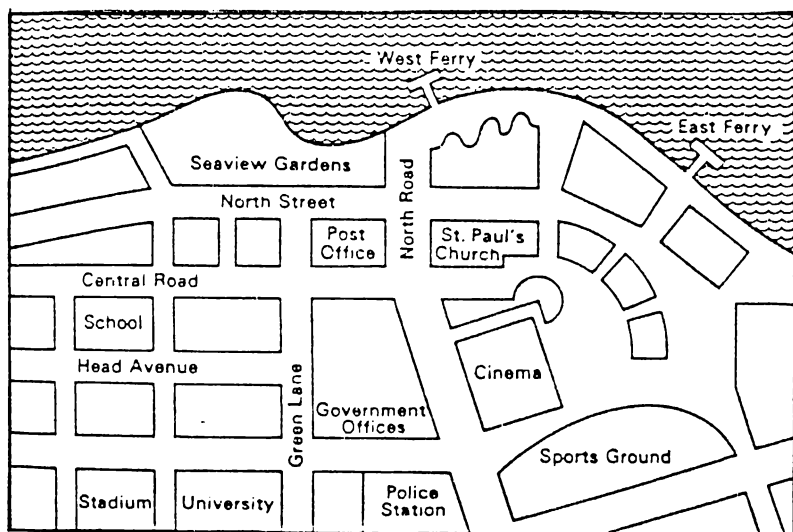 West Ferry
East Ferry
Seaview Gardens
North Street
North Road
Post
Office
St. Paul's
Church
Central Road
School
Head Avenue
Green Lane
Cinema
Government
Offices
Sports Ground
Stadium
University
Police
Station